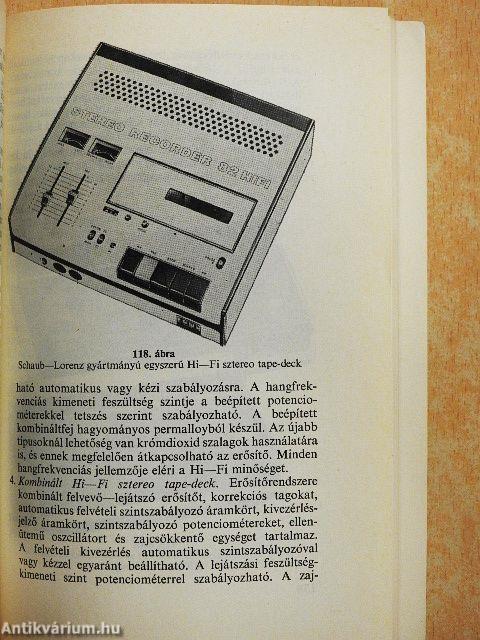 STEREO RECORDER 82 HIFI
118. ábra
Schaub—Lorenz gyártmányú egyszerű Hi—Fi sztereo tape-deck
ható automatikus vagy kézi szabályozásra. A hangfrek-
venciás kimeneti feszültség szintje a beépített potencio-
méterekkel tetszés szerint szabályozható. A beépített
kombináltfej hagyományos permalloyból készül. Az újabb
típusoknál lehetőség van krómdioxid szalagok használatára
is, és ennek megfelelően átkapcsolható az erősítő. Minden
hangfrekvenciás jellemzője eléri a Hi—Fi minőséget.
4. Kombinált Hi—Fi sztereo tape-deck. Erősítőrendszere
kombinált felvevő—lejátszó erősítőt, korrekciós tagokat,
automatikus felvételi szintszabályozó áramkört, kivezérlés-
jelző áramkört, szintszabályozó potenciométereket, ellen-
ütemű oszcillátort és zajcsökkentő egységet tartalmaz.
A felvételi kivezérlés automatikus szintszabályozóval
vagy kézzel egyaránt beállítható. A lejátszási feszültség-
kimeneti szint potenciométerrel szabályozható. A zaj-
Antikvárium.hu